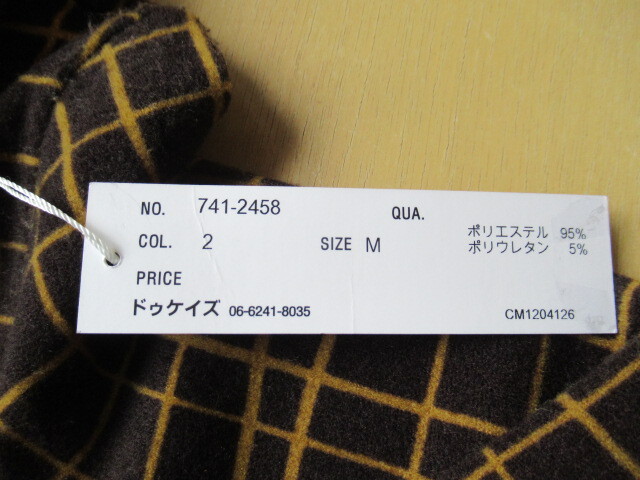 NO. 741-2458 QUA.
COL. 2 SIZE M ポリエステル 95%
ポリウレタン 5%
PRICE
ドゥケイズ 06-6241-8035 CM1204126